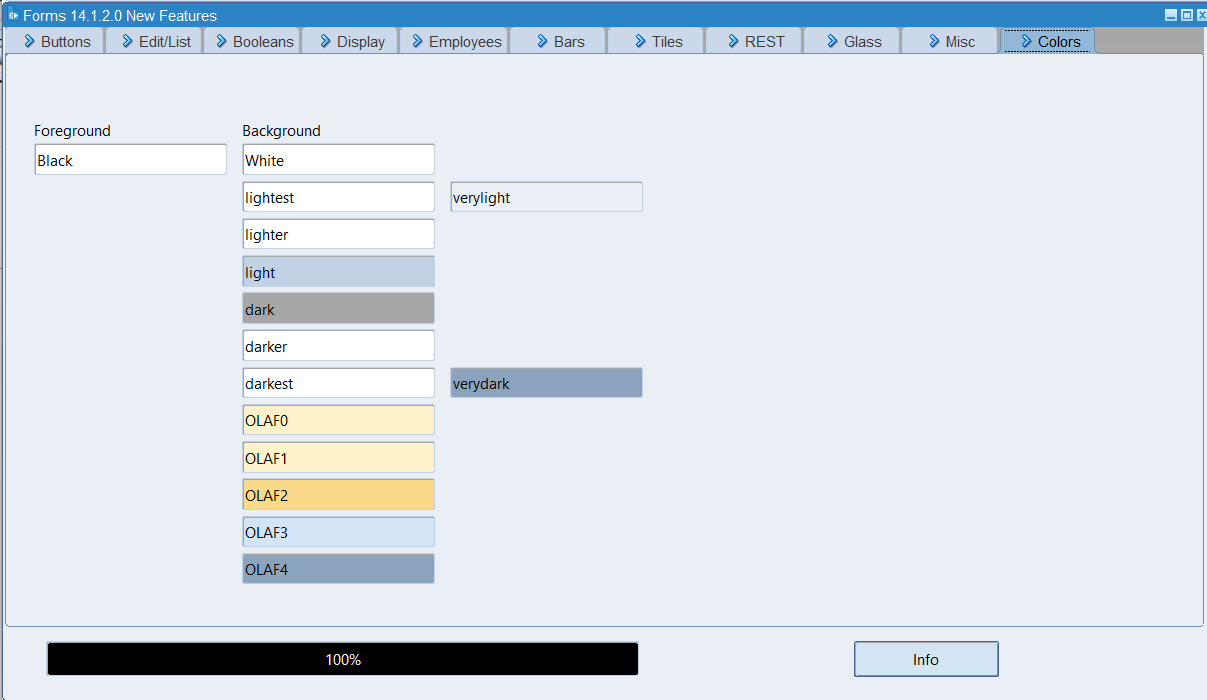 Forms 14.1.2.0 New Features
Buttons Edit/List Booleans Display Employees Bars Tiles REST Glass Misc Colors
Foreground Background
Black White
lightest verylight
lighter
light
dark
darker
darkest verydark
OLAF0
OLAF1
OLAF2
OLAF3
OLAF4
100% Info